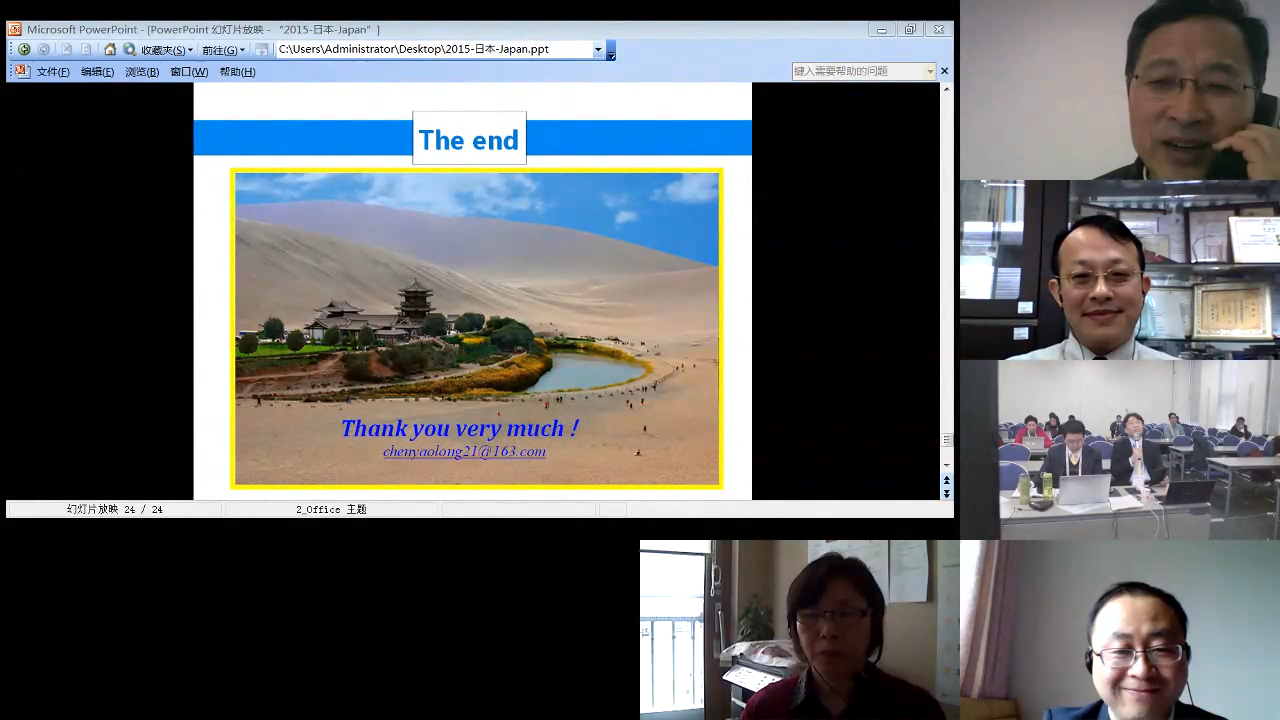 Microsoft PowerPoint - [PowerPoint 幻灯片放映 - “2015-日本-Japan”]
收藏夹(S) 前往(G) C:\Users\Administrator\Desktop\2015-日本-Japan.ppt
文件(F) 编辑(E) 浏览(B) 窗口(W) 帮助(H) 键入需要帮助的问题
The end
Thank you very much !
chenyaolong21@163.com
幻灯片放映 24 / 24 2_Office 主题